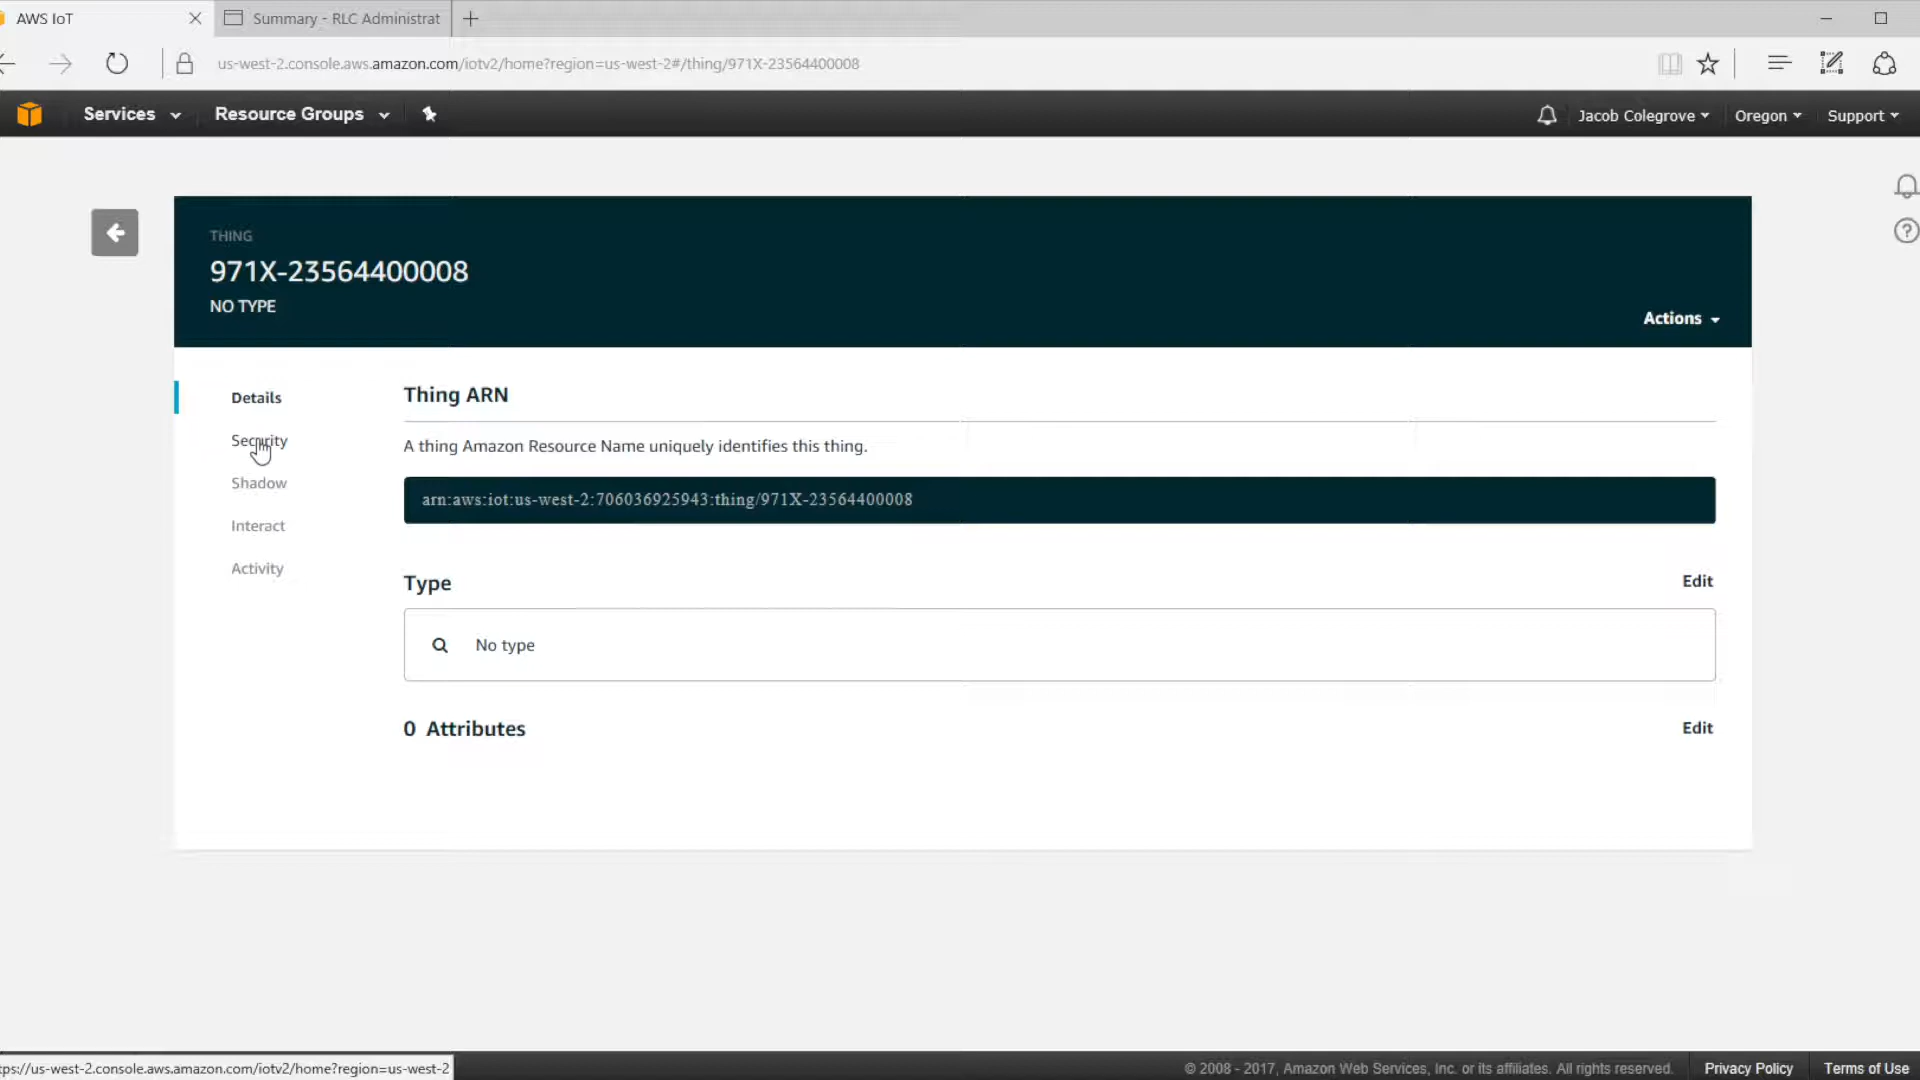 AWS IoT
Summary - RLC Administrat
us-west-2.console.aws.amazon.com/iotv2/home?region=us-west-2#/thing/971X-23564400008
Services
Resource Groups
Jacob Colegrove
Oregon
Support
THING
971X-23564400008
NO TYPE
Actions
Details
Security
Shadow
Interact
Activity
Thing ARN
A thing Amazon Resource Name uniquely identifies this thing.
arn:aws:iot:us-west-2:706036925943:thing/971X-23564400008
Type
Edit
No type
0 Attributes
Edit
tps://us-west-2.console.aws.amazon.com/iotv2/home?region=us-west-2
© 2008 - 2017, Amazon Web Services, Inc. or its affiliates. All rights reserved.
Privacy Policy
Terms of Use